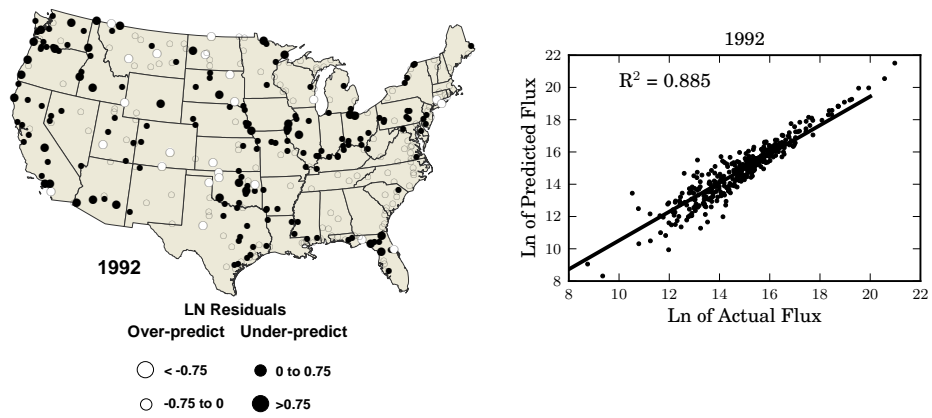 1992
LN Residuals
Over-predict Under-predict
< -0.75 0 to 0.75
-0.75 to 0 >0.75
1992
R² = 0.885
Ln of Predicted Flux
22
20
18
16
14
12
10
8
8 10 12 14 16 18 20 22
Ln of Actual Flux